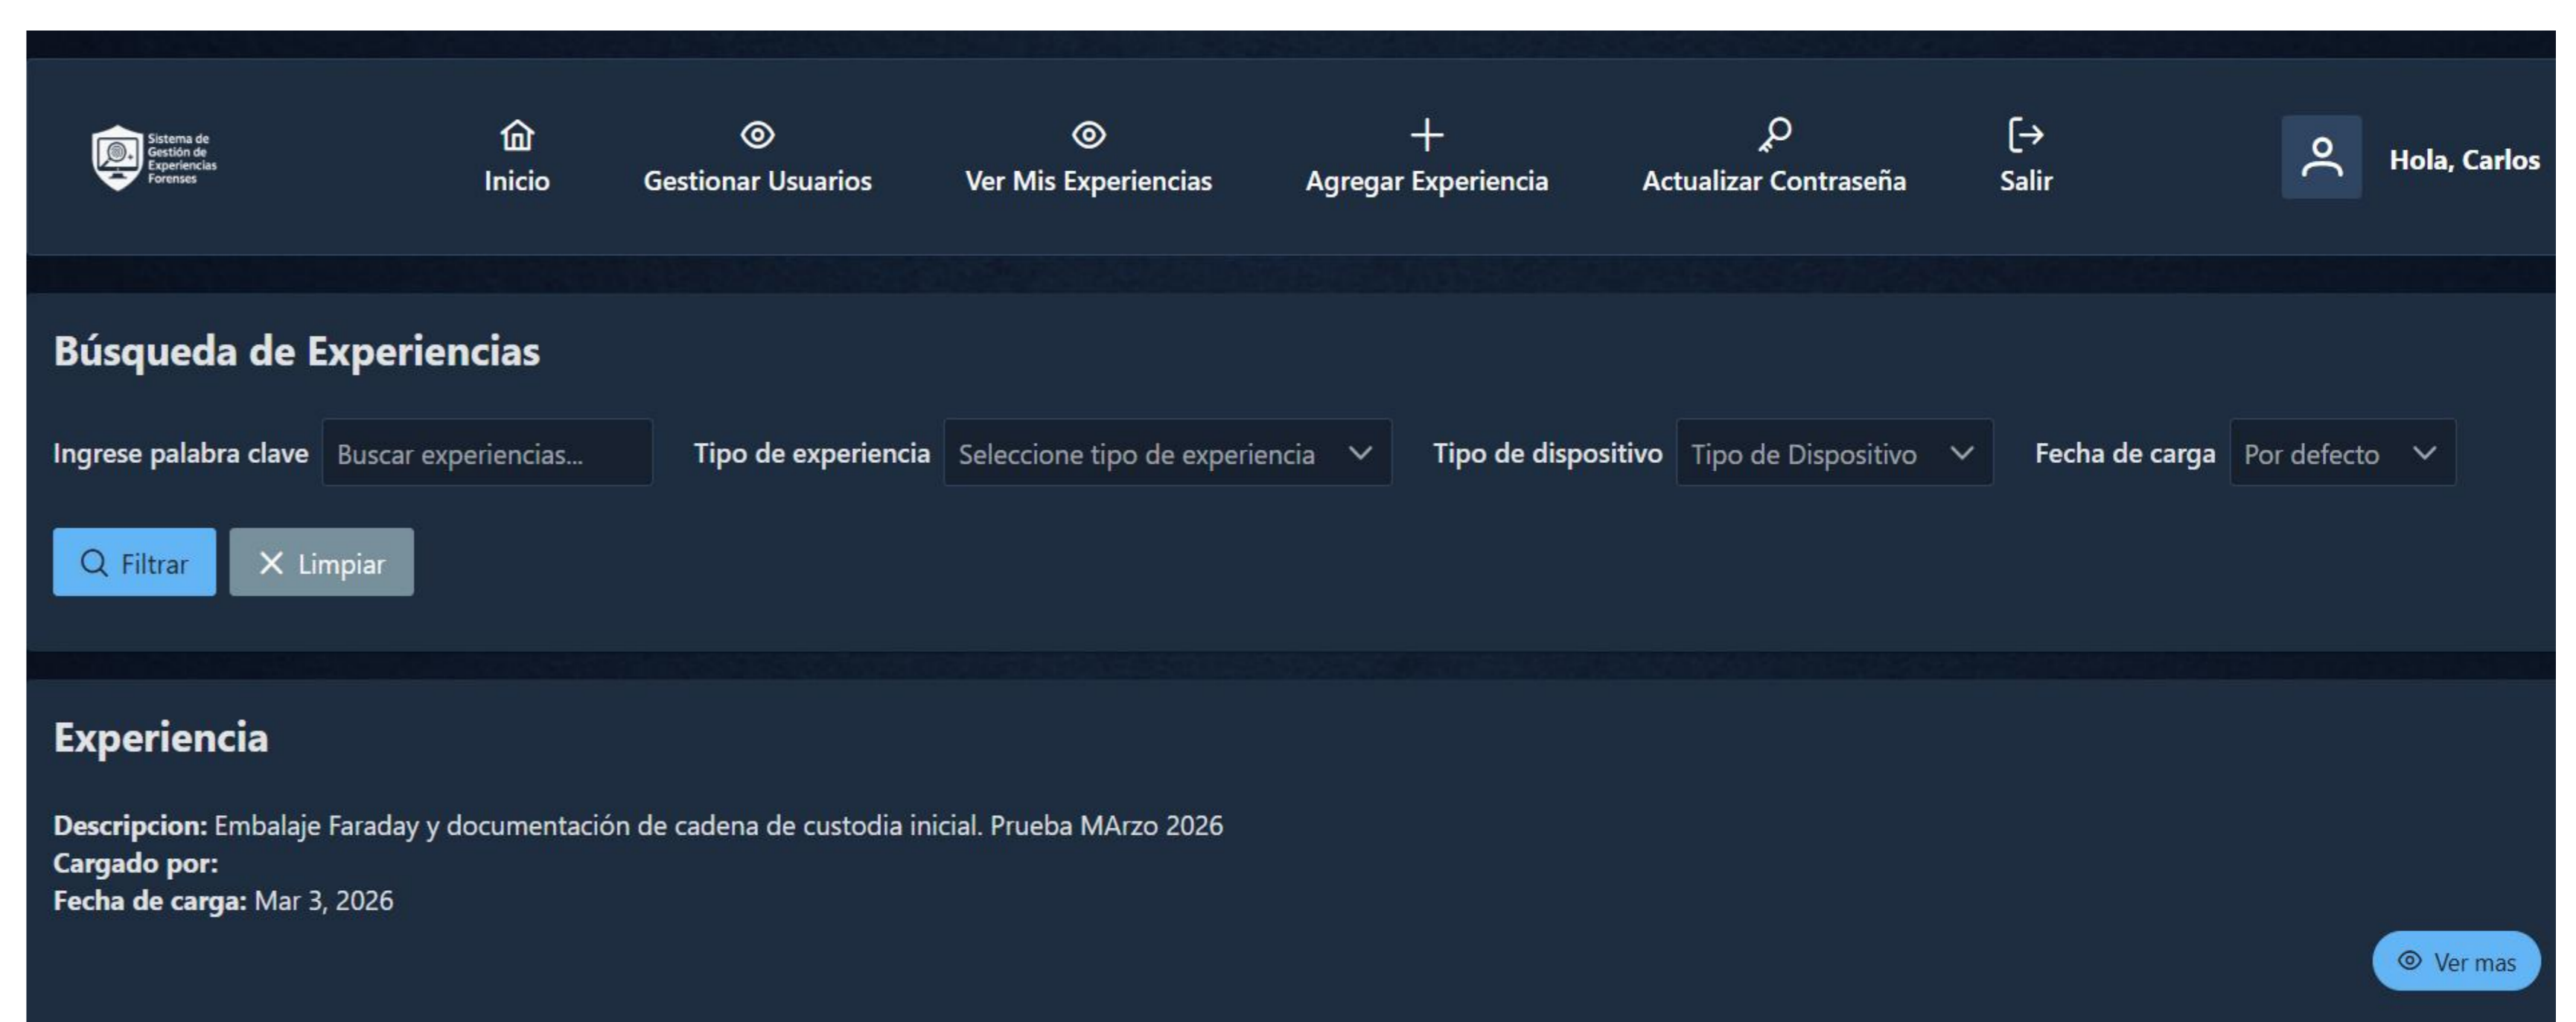 Sistema de
Gestión de
Experiencias
Forenses
Inicio
Gestionar Usuarios
Ver Mis Experiencias
Agregar Experiencia
Actualizar Contraseña
Salir
Hola, Carlos
Búsqueda de Experiencias
Ingrese palabra clave Buscar experiencias... Tipo de experiencia Seleccione tipo de experiencia Tipo de dispositivo Tipo de Dispositivo Fecha de carga Por defecto
Filtrar Limpiar
Experiencia
Descripcion: Embalaje Faraday y documentación de cadena de custodia inicial. Prueba MArzo 2026
Cargado por:
Fecha de carga: Mar 3, 2026
Ver mas